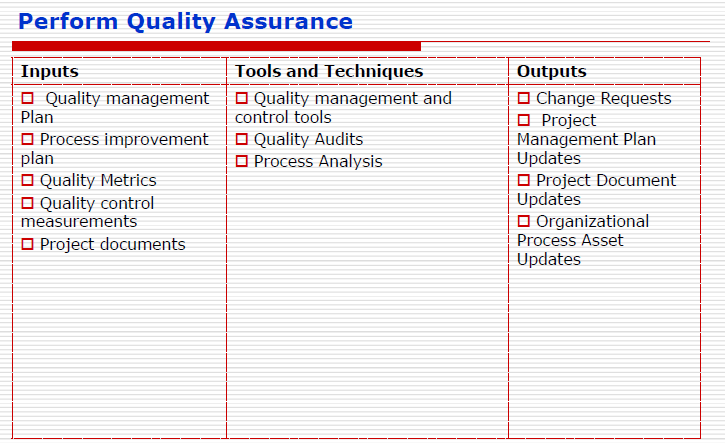 Perform Quality Assurance
Inputs
Quality management
Plan
Process improvement
plan
Quality Metrics
Quality control
measurements
Project documents
Tools and Techniques
Quality management and
control tools
Quality Audits
Process Analysis
Outputs
Change Requests
Project
Management Plan
Updates
Project Document
Updates
Organizational
Process Asset
Updates